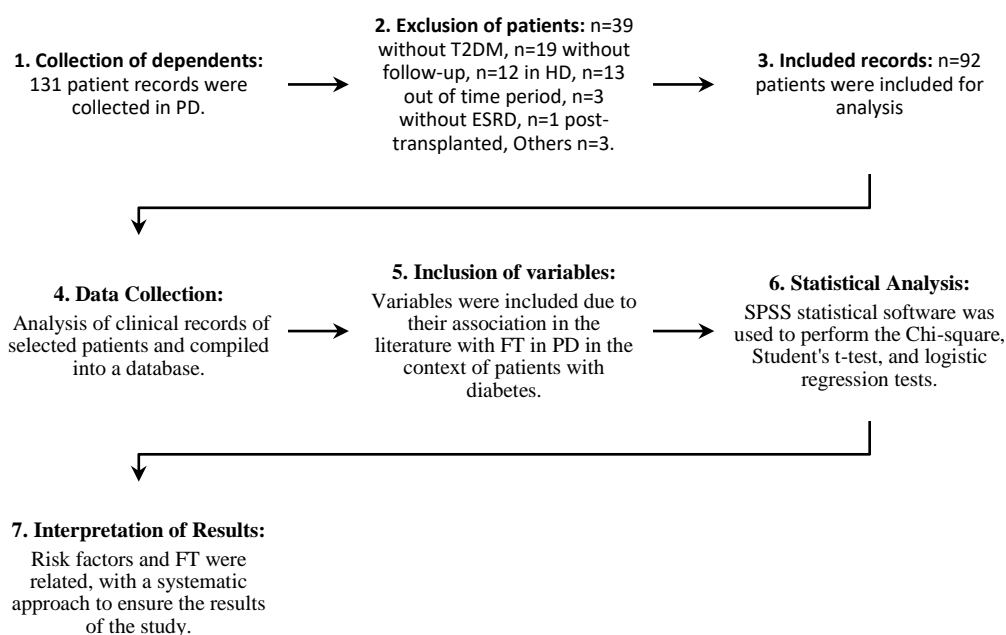 1. Collection of dependents:
131 patient records were
collected in PD.
2. Exclusion of patients: n=39
without T2DM, n=19 without
follow-up, n=12 in HD, n=13
out of time period, n=3
without ESRD, n=1 post-
transplanted, Others n=3.
3. Included records: n=92
patients were included for
analysis
4. Data Collection:
Analysis of clinical records of
selected patients and compiled
into a database.
5. Inclusion of variables:
Variables were included due to
their association in the
literature with FT in PD in the
context of patients with
diabetes.
6. Statistical Analysis:
SPSS statistical software was
used to perform the Chi-square,
Student's t-test, and logistic
regression tests.
7. Interpretation of Results:
Risk factors and FT were
related, with a systematic
approach to ensure the results
of the study.